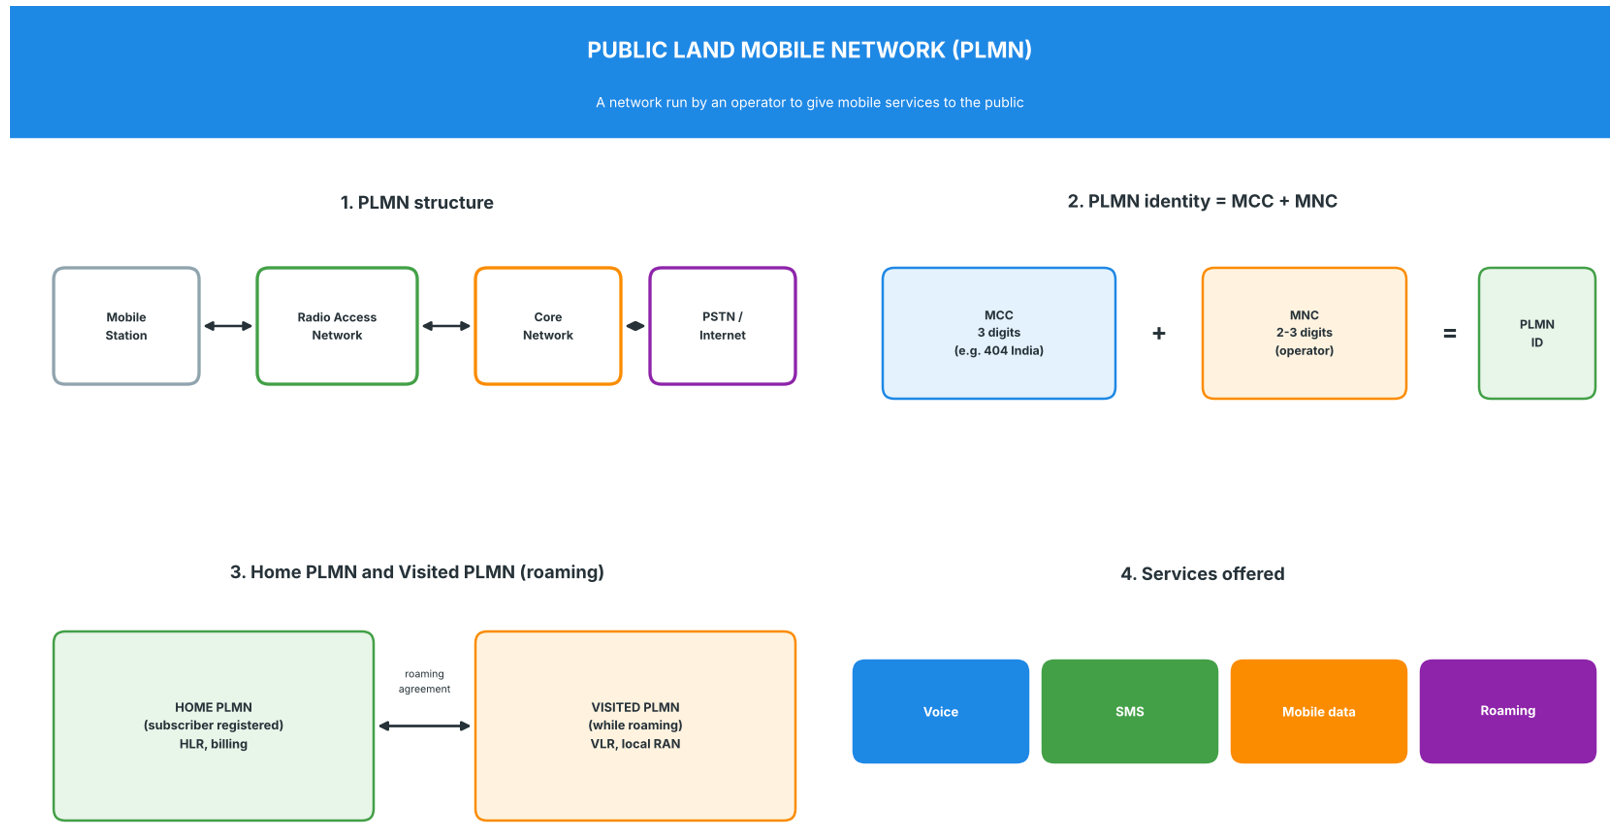 PUBLIC LAND MOBILE NETWORK (PLMN)
A network run by an operator to give mobile services to the public
1. PLMN structure
Mobile
Station
Radio Access
Network
Core
Network
PSTN /
Internet
2. PLMN identity = MCC + MNC
MCC
3 digits
(e.g. 404 India)
+
MNC
2-3 digits
(operator)
=
PLMN
ID
3. Home PLMN and Visited PLMN (roaming)
HOME PLMN
(subscriber registered)
HLR, billing
roaming
agreement
VISITED PLMN
(while roaming)
VLR, local RAN
4. Services offered
Voice
SMS
Mobile data
Roaming